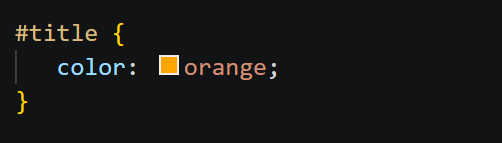 #title {
color: orange;
}